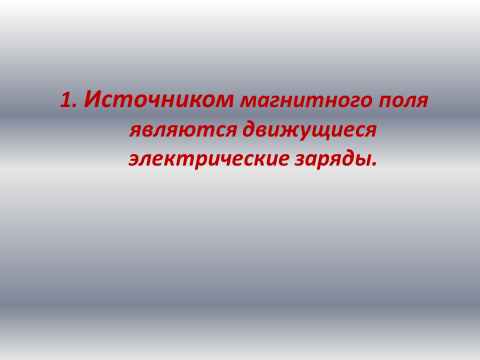 1. Источником магнитного поля
являются движущиеся
электрические заряды.